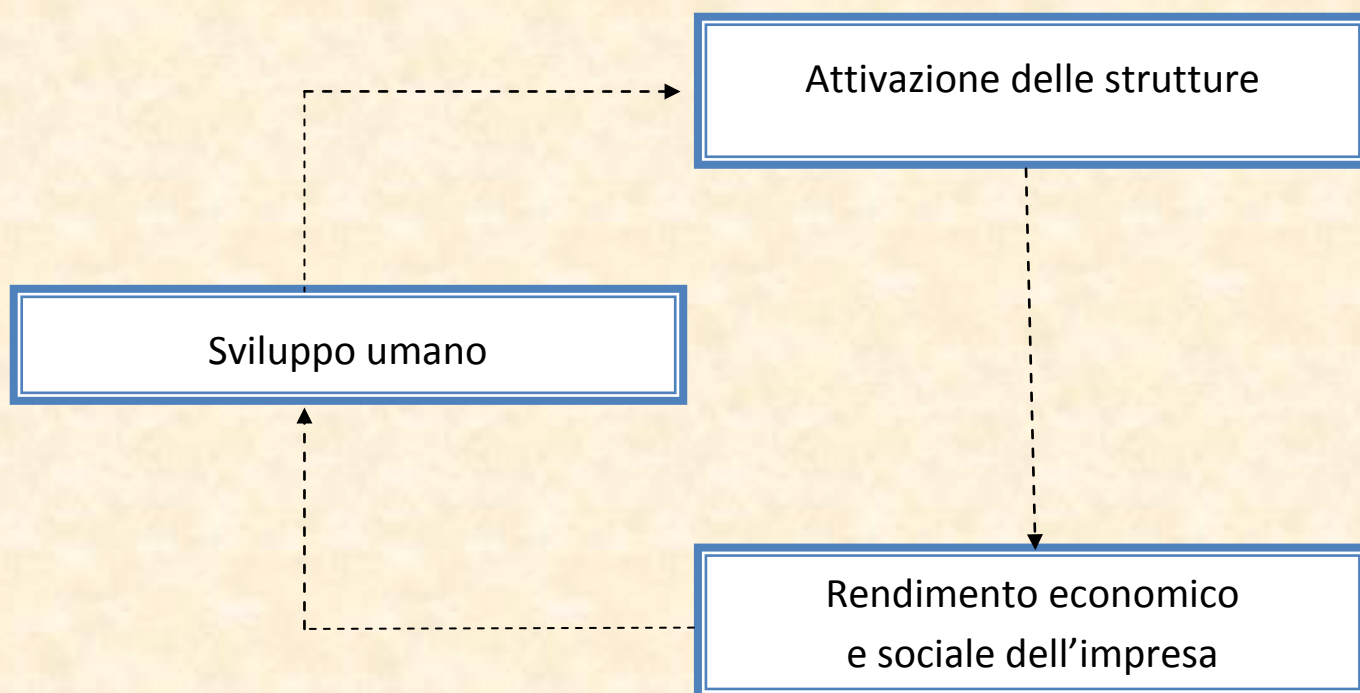 Attivazione delle strutture
Sviluppo umano
Rendimento economico
e sociale dell’impresa